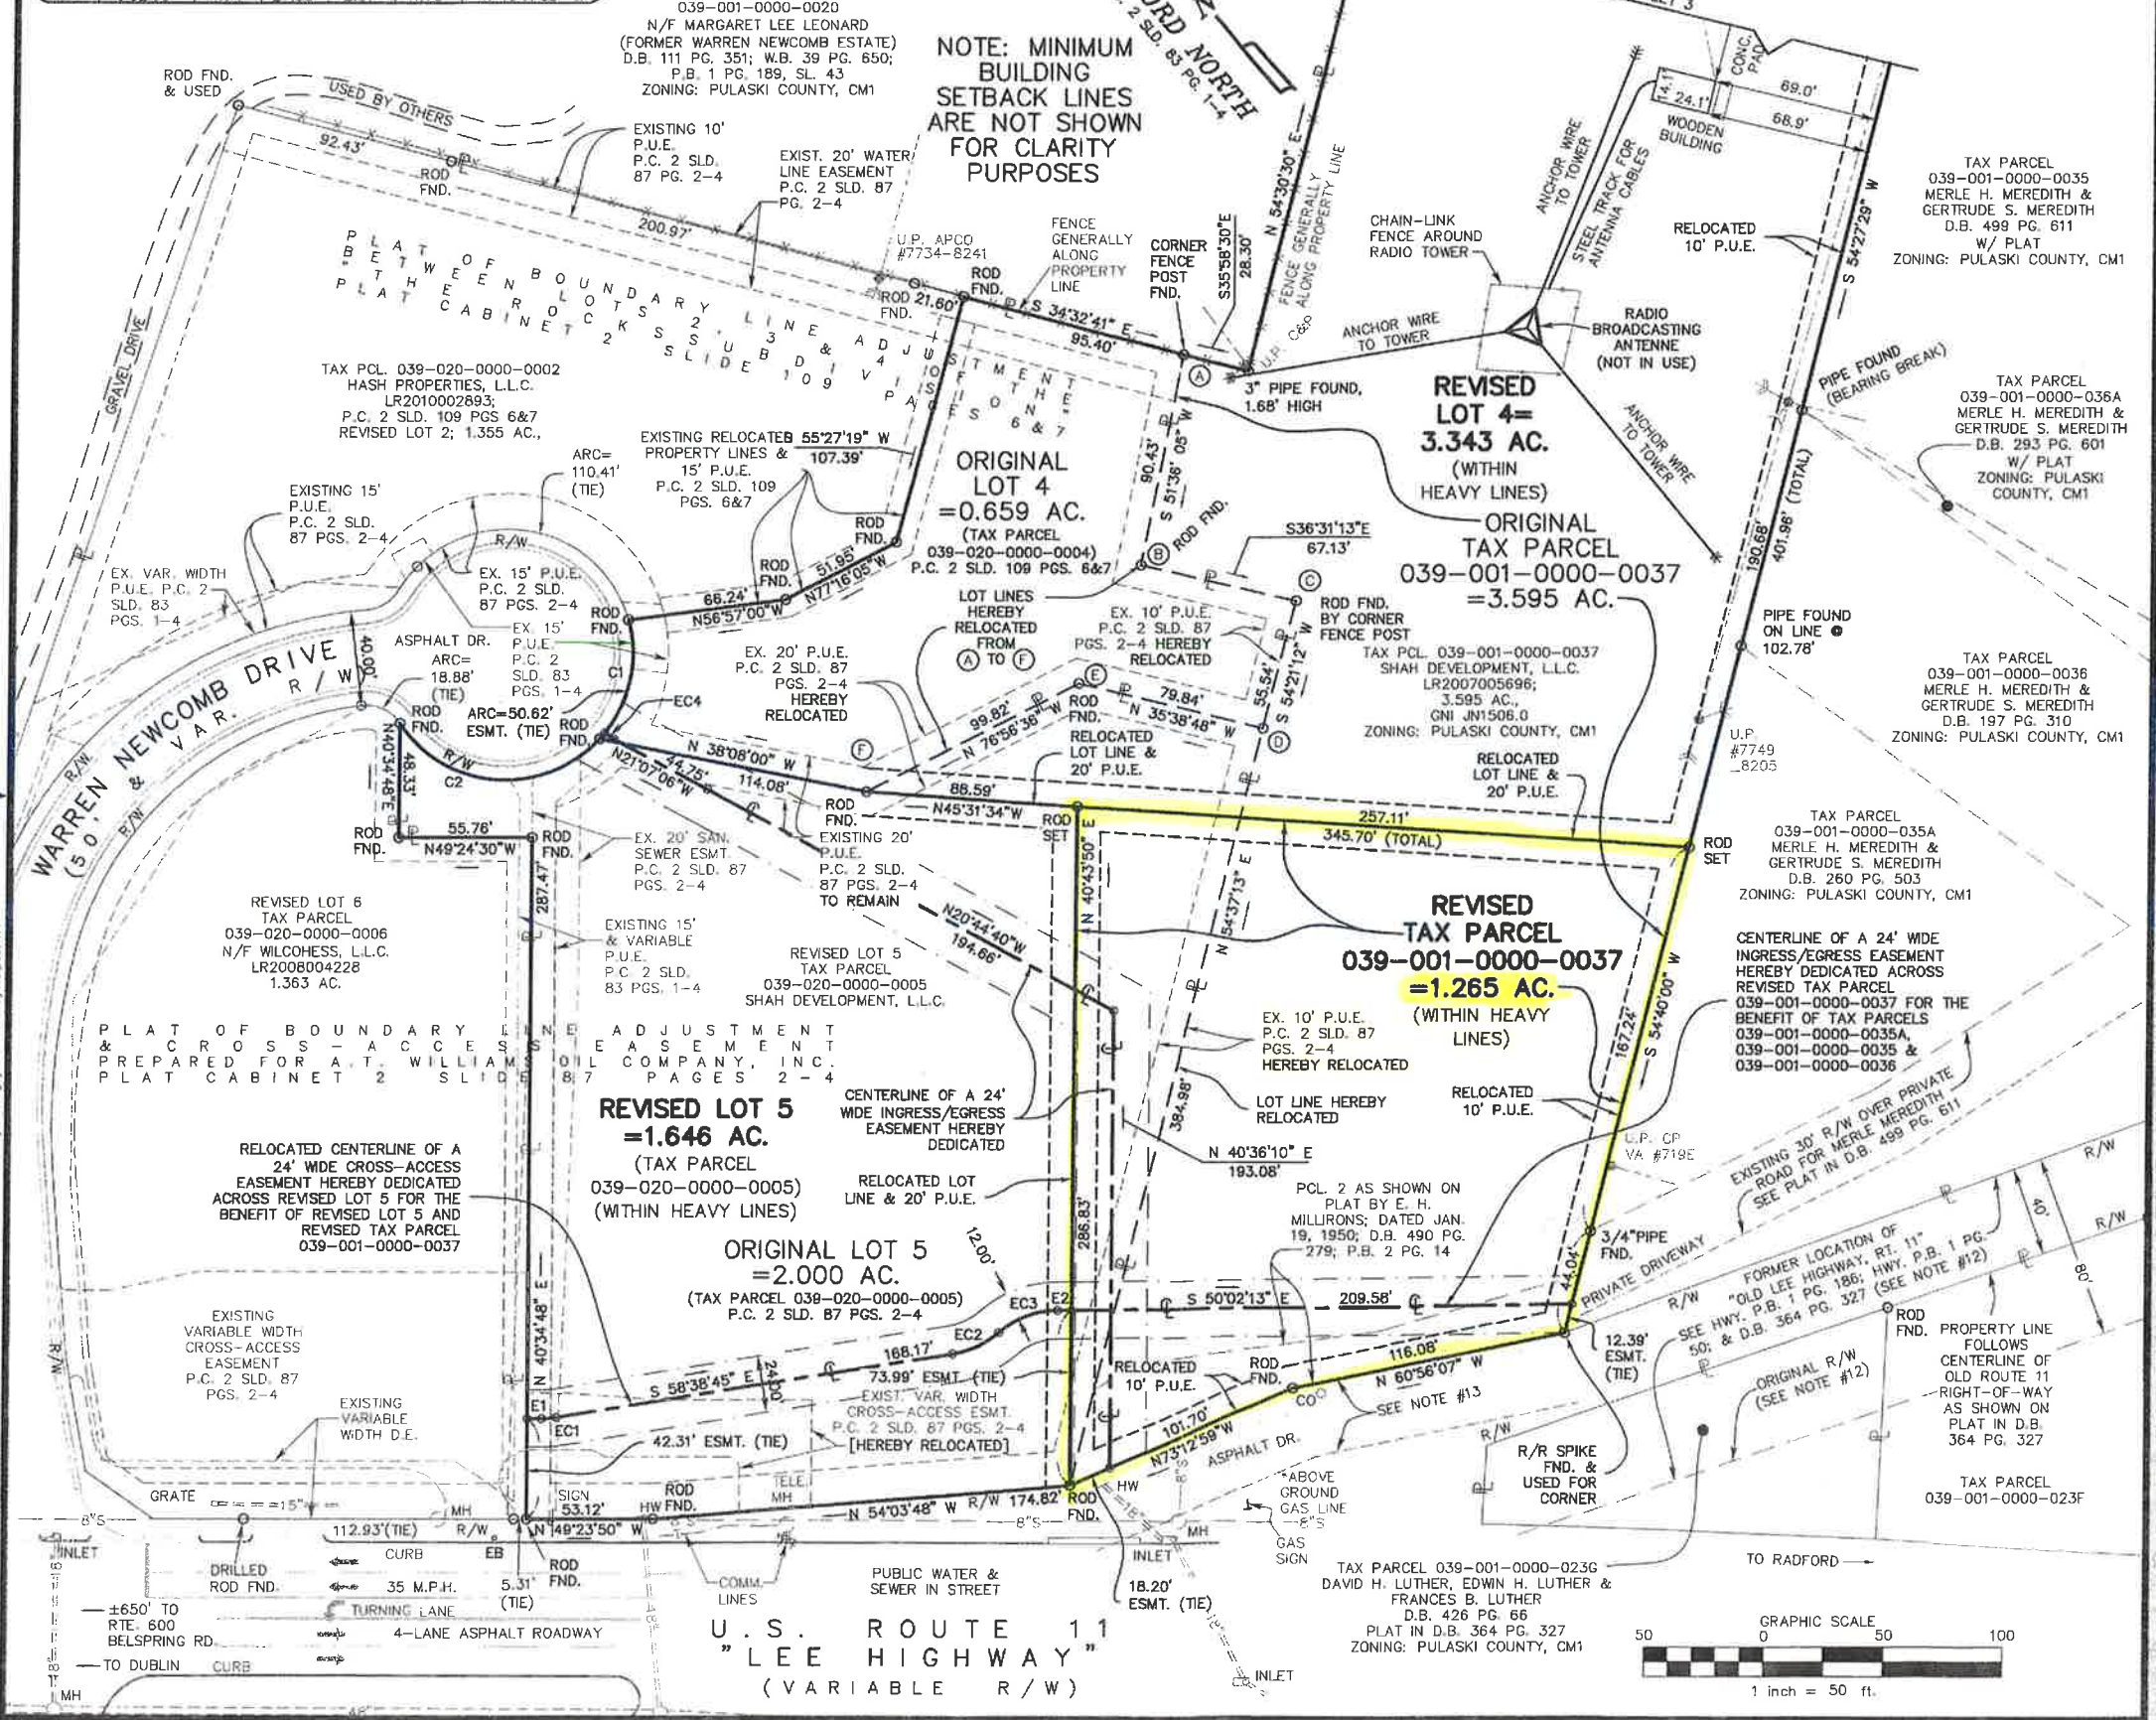 039-001-0000-0020
N/F MARGARET LEE LEONARD
(FORMER WARREN NEWCOMB ESTATE)
D.B. 111 PG. 351; W.B. 39 PG. 650;
P.B. 1 PG. 189, SL. 43
ZONING: PULASKI COUNTY, CM1
NOTE: MINIMUM
BUILDING
SETBACK LINES
ARE NOT SHOWN
FOR CLARITY
PURPOSES
NORTH
2 SLD. 83 PG. 1-4
ROD FND.
& USED
USED BY OTHERS
92.43'
ROD
FND.
EXISTING 10'
P.U.E.
P.C. 2 SLD.
87 PG. 2-4
EXIST. 20' WATER
LINE EASEMENT
P.C. 2 SLD. 87
PG. 2-4
200.97'
U.P. APCO
#7734-8241
ROD
FND.
21.60'
ROD
FND.
FENCE
GENERALLY
ALONG
PROPERTY
LINE
S 34°32'41" E
95.40'
CORNER
FENCE
POST
FND.
S35°58'30"E
28.30'
N 54°30'30" E
FENCE GENERALLY
ALONG PROPERTY LINE
U.P. C&P
A
3" PIPE FOUND,
1.68' HIGH
CHAIN-LINK
FENCE AROUND
RADIO TOWER
ANCHOR WIRE
TO TOWER
ANCHOR WIRE
TO TOWER
STEEL TRACK FOR
ANTENNA CABLES
14.1'
24.1'
WOODEN
BUILDING
CONC.
PAD
69.0'
68.9'
RELOCATED
10' P.U.E.
S 54°27'29" W
RADIO
BROADCASTING
ANTENNE
(NOT IN USE)
ANCHOR WIRE
TO TOWER
TAX PARCEL
039-001-0000-0035
MERLE H. MEREDITH &
GERTRUDE S. MEREDITH
D.B. 499 PG. 611
W/ PLAT
ZONING: PULASKI COUNTY, CM1
PIPE FOUND
(BEARING BREAK)
TAX PARCEL
039-001-0000-036A
MERLE H. MEREDITH &
GERTRUDE S. MEREDITH
D.B. 293 PG. 601
W/ PLAT
ZONING: PULASKI
COUNTY, CM1
PLAT OF BOUNDARY LINE ADJUSTMENT
BETWEEN LOTS 2, 3 & 4 OF THE
"THE ROCKS SUBDIVISION"
PLAT CABINET 2 SLIDE 109 PAGES 6&7
GRAVEL DRIVE
TAX PCL. 039-020-0000-0002
HASH PROPERTIES, L.L.C.
LR2010002893;
P.C. 2 SLD. 109 PGS 6&7
REVISED LOT 2; 1.355 AC.,
EXISTING RELOCATED
PROPERTY LINES &
15' P.U.E.
P.C. 2 SLD. 109
PGS. 6&7
55°27'19" W
107.39'
ARC=
110.41'
(TIE)
EXISTING 15'
P.U.E.
P.C. 2 SLD.
87 PGS. 2-4
ORIGINAL
LOT 4
=0.659 AC.
(TAX PARCEL
039-020-0000-0004)
P.C. 2 SLD. 109 PGS. 6&7
90.43'
S 51°36' 05" W
B
ROD FND.
REVISED
LOT 4=
3.343 AC.
(WITHIN
HEAVY LINES)
ORIGINAL
TAX PARCEL
039-001-0000-0037
=3.595 AC.
S36°31'13"E
67.13'
C
ROD FND.
BY CORNER
FENCE POST
190.68'
401.96' (TOTAL)
PIPE FOUND
ON LINE @
102.78'
TAX PARCEL
039-001-0000-0036
MERLE H. MEREDITH &
GERTRUDE S. MEREDITH
D.B. 197 PG. 310
ZONING: PULASKI COUNTY, CM1
EX. VAR. WIDTH
P.U.E. P.C. 2
SLD. 83
PGS. 1-4
R/W
EX. 15' P.U.E.
P.C. 2 SLD.
87 PGS. 2-4
ROD
FND.
ROD
FND.
ROD
FND.
51.95'
N77°16'05"W
66.24'
N56°57'00"W
LOT LINES
HEREBY
RELOCATED
FROM
A TO F
EX. 10' P.U.E.
P.C. 2 SLD. 87
PGS. 2-4 HEREBY
RELOCATED
TAX PCL. 039-001-0000-0037
SHAH DEVELOPMENT, L.L.C.
LR2007005696;
3.595 AC.,
GNI JN1506.0
ZONING: PULASKI COUNTY, CM1
40.00'
ASPHALT DR.
ARC=
18.88'
(TIE)
EX. 15'
P.U.E.
P.C. 2
SLD. 83
PGS. 1-4
C1
ARC=50.62'
ESMT. (TIE)
EC4
EX. 20' P.U.E.
P.C. 2 SLD. 87
PGS. 2-4
HEREBY
RELOCATED
E
99.82'
N 76°56'36" W
ROD
FND.
79.84'
N 35°38'48" W
55.54'
S 54°21'12" W
D
F
RELOCATED
LOT LINE &
20' P.U.E.
U.P.
#7749
-8205
WARREN NEWCOMB DRIVE
(50' & VAR. R/W)
R/W
R/W
ROD
FND.
ROD
FND.
N40°34'48"E
48.33'
R/W
C2
N 38°08'00" W
114.08'
44.75'
N21°07'06"W
88.59'
N45°31'34"W
ROD
FND.
ROD
SET
RELOCATED
LOT LINE &
20' P.U.E.
257.11'
345.70' (TOTAL)
ROD
SET
TAX PARCEL
039-001-0000-035A
MERLE H. MEREDITH &
GERTRUDE S. MEREDITH
D.B. 260 PG. 503
ZONING: PULASKI COUNTY, CM1
ROD
FND.
55.76'
N49°24'30"W
ROD
FND.
EX. 20' SAN.
SEWER ESMT.
P.C. 2 SLD. 87
PGS. 2-4
EXISTING 20'
P.U.E.
P.C. 2 SLD.
87 PGS. 2-4
TO REMAIN
287.47'
REVISED LOT 6
TAX PARCEL
039-020-0000-0006
N/F WILCOHESS, L.L.C.
LR2008004228
1.363 AC.
EXISTING 15'
& VARIABLE
P.U.E.
P.C. 2 SLD.
83 PGS. 1-4
N20°44'40"W
194.66'
REVISED LOT 5
TAX PARCEL
039-020-0000-0005
SHAH DEVELOPMENT, L.L.C.
N 40°43'50" E
N 54°37'13" E
REVISED
TAX PARCEL
039-001-0000-0037
=1.265 AC.
(WITHIN HEAVY
LINES)
CENTERLINE OF A 24' WIDE
INGRESS/EGRESS EASEMENT
HEREBY DEDICATED ACROSS
REVISED TAX PARCEL
039-001-0000-0037 FOR THE
BENEFIT OF TAX PARCELS
039-001-0000-0035A,
039-001-0000-0035 &
039-001-0000-0036
167.24'
S 54°40'00" W
PLAT OF BOUNDARY LINE ADJUSTMENT
& CROSS-ACCESS EASEMENT
PREPARED FOR A.T. WILLIAMS OIL COMPANY, INC.
PLAT CABINET 2 SLIDE 87 PAGES 2-4
EX. 10' P.U.E.
P.C. 2 SLD. 87
PGS. 2-4
HEREBY RELOCATED
REVISED LOT 5
=1.646 AC.
(TAX PARCEL
039-020-0000-0005)
(WITHIN HEAVY LINES)
CENTERLINE OF A 24'
WIDE INGRESS/EGRESS
EASEMENT HEREBY
DEDICATED
384.98'
LOT LINE HEREBY
RELOCATED
RELOCATED
10' P.U.E.
U.P. CP
VA #719E
EXISTING 30' R/W OVER PRIVATE
ROAD FOR MERLE MEREDITH
SEE PLAT IN D.B. 499 PG. 611
RELOCATED CENTERLINE OF A
24' WIDE CROSS-ACCESS
EASEMENT HEREBY DEDICATED
ACROSS REVISED LOT 5 FOR THE
BENEFIT OF REVISED LOT 5 AND
REVISED TAX PARCEL
039-001-0000-0037
N 40°36'10" E
193.08'
RELOCATED LOT
LINE & 20' P.U.E.
286.83'
PCL. 2 AS SHOWN ON
PLAT BY E. H.
MILLIRONS; DATED JAN.
19, 1950; D.B. 490 PG.
279; P.B. 2 PG. 14
ORIGINAL LOT 5
=2.000 AC.
(TAX PARCEL 039-020-0000-0005)
P.C. 2 SLD. 87 PGS. 2-4
12.00'
3/4"PIPE
FND.
44.04'
PRIVATE DRIVEWAY
R/W
R/W
40'
80'
R/W
FORMER LOCATION OF
"OLD LEE HIGHWAY, RT. 11"
SEE HWY. P.B. 1 PG. 186; HWY. P.B. 1 PG.
50; & D.B. 364 PG. 327 (SEE NOTE #12)
N 40°34'48" E
EC3
E2
S 50°02'13" E
209.58'
EC2
168.17'
S 58°38'45" E
24.00'
73.99' ESMT. (TIE)
EXISTING
VARIABLE WIDTH
CROSS-ACCESS
EASEMENT
P.C. 2 SLD. 87
PGS. 2-4
R/W
RELOCATED
10' P.U.E.
ROD
FND.
116.08'
N 60°56'07" W
12.39'
ESMT.
(TIE)
ROD
FND.
PROPERTY LINE
FOLLOWS
CENTERLINE OF
OLD ROUTE 11
RIGHT-OF-WAY
AS SHOWN ON
PLAT IN D.B.
364 PG. 327
ORIGINAL R/W
(SEE NOTE #12)
E1
EC1
EXIST. VAR. WIDTH
CROSS-ACCESS ESMT.
P.C. 2 SLD. 87 PGS. 2-4
[HEREBY RELOCATED]
EXISTING
VARIABLE
WIDTH D.E.
42.31' ESMT. (TIE)
CO
SEE NOTE #13
101.70'
N73°12'59"W
ASPHALT DR.
R/W
R/R SPIKE
FND. &
USED FOR
CORNER
TAX PARCEL
039-001-0000-023F
GRATE
15"
MH
SIGN
53.12'
HW
ROD
FND.
TELE.
MH
HW
ABOVE
GROUND
GAS LINE
8"S
8"S
112.93'(TIE)
R/W
N 49°23'50" W
N 54°03'48" W
R/W
174.82'
ROD
FND.
8"S
18"
MH
GAS
SIGN
INLET
INLET
DRILLED
ROD FND.
CURB
EB
35 M.P.H.
5.31'
(TIE)
ROD
FND.
TURNING LANE
4-LANE ASPHALT ROADWAY
COMM.
LINES
PUBLIC WATER &
SEWER IN STREET
18.20'
ESMT. (TIE)
TO RADFORD
TAX PARCEL 039-001-0000-023G
DAVID H. LUTHER, EDWIN H. LUTHER &
FRANCES B. LUTHER
D.B. 426 PG. 66
PLAT IN D.B. 364 PG. 327
ZONING: PULASKI COUNTY, CM1
±650' TO
RTE. 600
BELSPRING RD.
TO DUBLIN
CURB
MH
U.S. ROUTE 11
"LEE HIGHWAY"
(VARIABLE R/W)
INLET
GRAPHIC SCALE
50 0 50 100
1 inch = 50 ft.